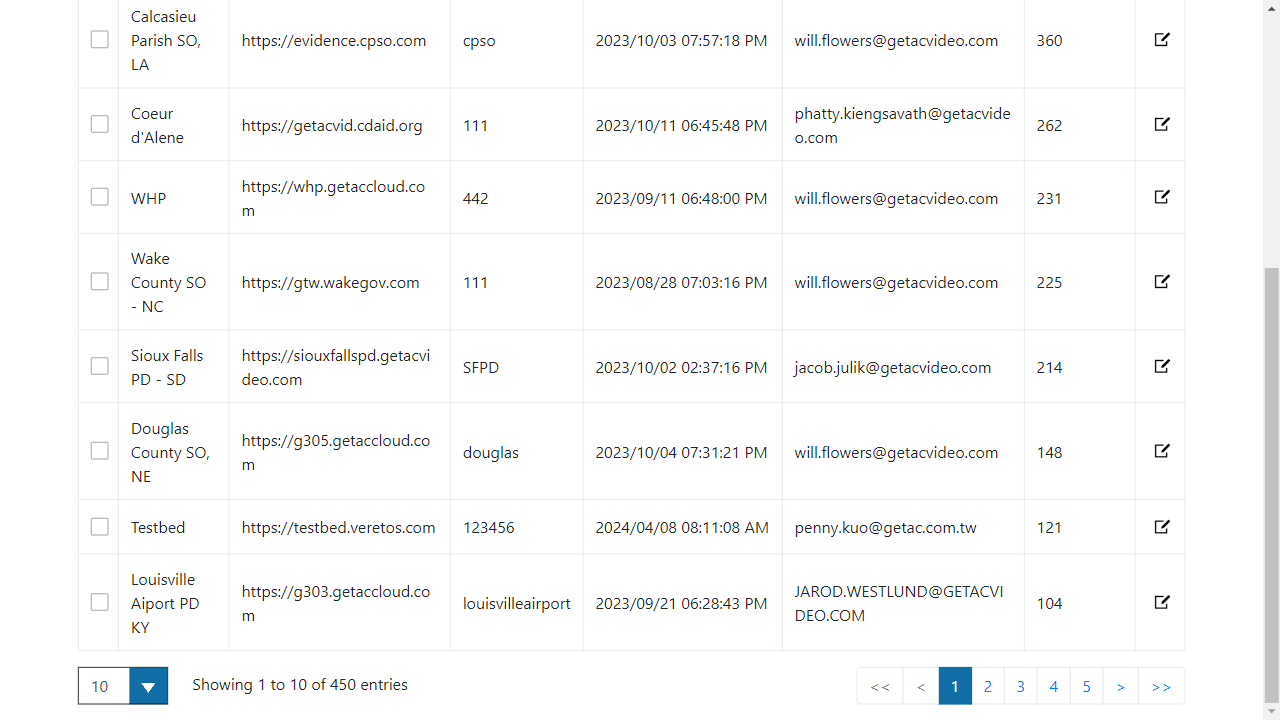 Calcasieu
Parish SO,
LA
https://evidence.cpso.com
cpso
2023/10/03 07:57:18 PM
will.flowers@getacvideo.com
360
Coeur
d'Alene
https://getacvid.cdaid.org
111
2023/10/11 06:45:48 PM
phatty.kiengsavath@getacvide
o.com
262
WHP
https://whp.getaccloud.co
m
442
2023/09/11 06:48:00 PM
will.flowers@getacvideo.com
231
Wake
County SO
- NC
https://gtw.wakegov.com
111
2023/08/28 07:03:16 PM
will.flowers@getacvideo.com
225
Sioux Falls
PD - SD
https://siouxfallspd.getacvi
deo.com
SFPD
2023/10/02 02:37:16 PM
jacob.julik@getacvideo.com
214
Douglas
County SO,
NE
https://g305.getaccloud.co
m
douglas
2023/10/04 07:31:21 PM
will.flowers@getacvideo.com
148
Testbed
https://testbed.veretos.com
123456
2024/04/08 08:11:08 AM
penny.kuo@getac.com.tw
121
Louisville
Aiport PD
KY
https://g303.getaccloud.co
m
louisvilleairport
2023/09/21 06:28:43 PM
JAROD.WESTLUND@GETACVI
DEO.COM
104
10
Showing 1 to 10 of 450 entries
<< < 1 2 3 4 5 > >>